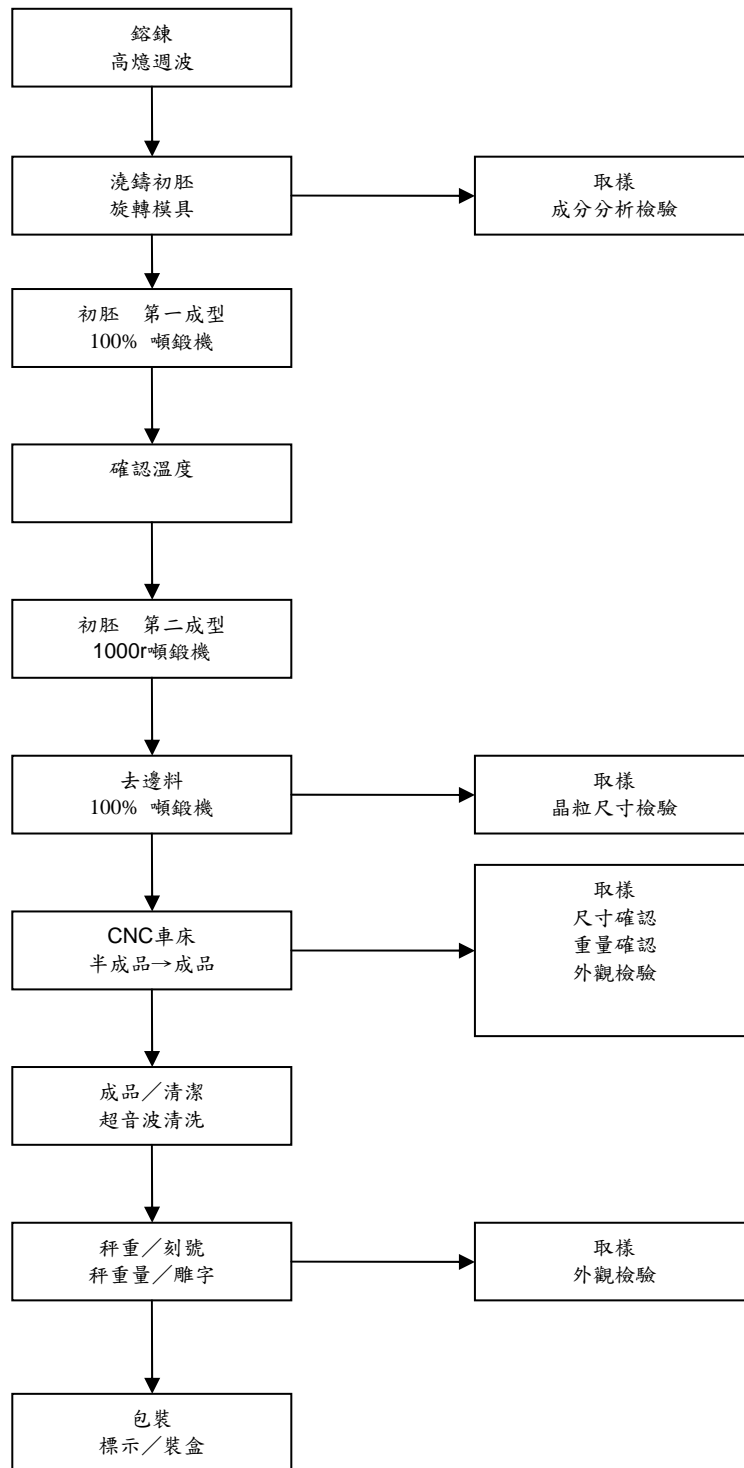 鎔鍊
高燱週波
澆鑄初胚
旋轉模具
取樣
成分分析檢驗
初胚　第一成型
100% 噸鍛機
確認溫度
初胚　第二成型
1000r噸鍛機
去邊料
100% 噸鍛機
取樣
晶粒尺寸檢驗
CNC車床
半成品→成品
取樣
尺寸確認
重量確認
外觀檢驗
成品／清潔
超音波清洗
秤重／刻號
秤重量／雕字
取樣
外觀檢驗
包裝
標示／裝盒